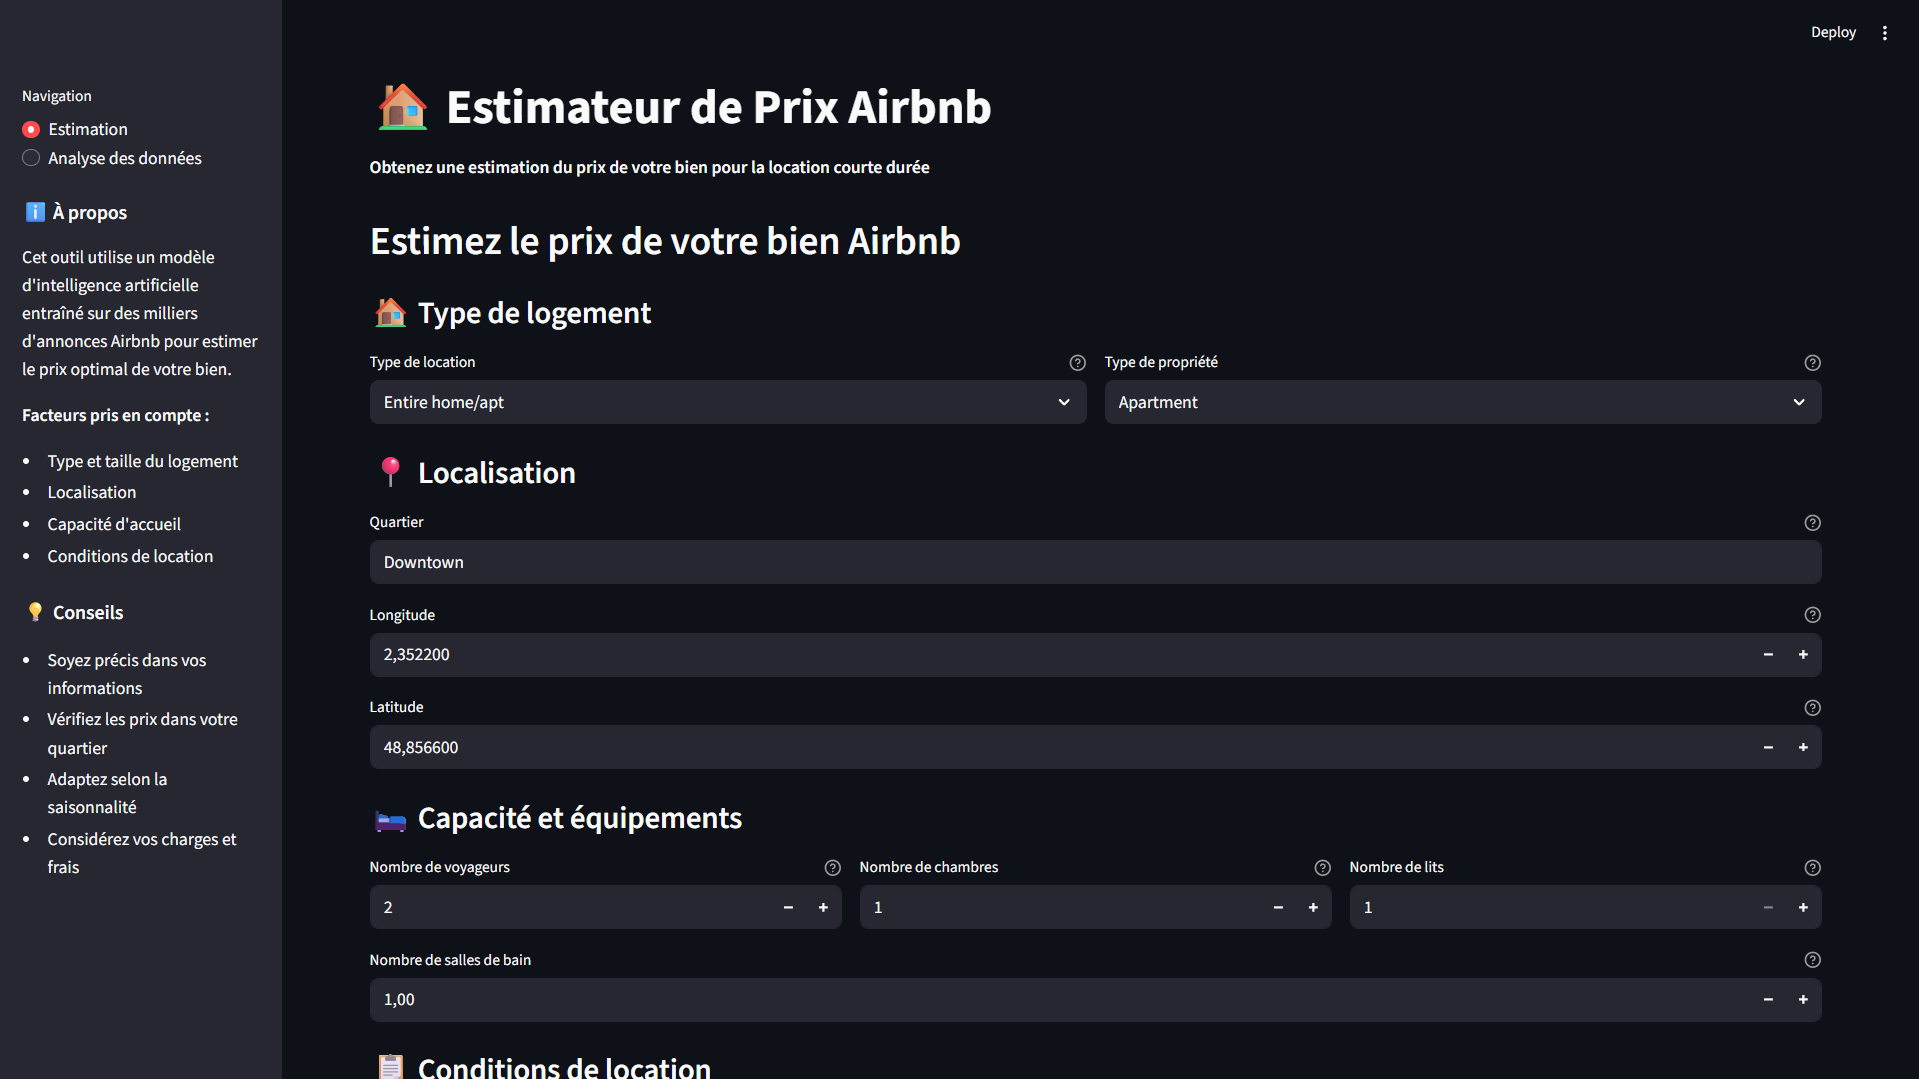 Deploy
Navigation
Estimation
Analyse des données
À propos
Cet outil utilise un modèle
d'intelligence artificielle
entraîné sur des milliers
d'annonces Airbnb pour estimer
le prix optimal de votre bien.
Facteurs pris en compte :
• Type et taille du logement
• Localisation
• Capacité d'accueil
• Conditions de location
Conseils
• Soyez précis dans vos
informations
• Vérifiez les prix dans votre
quartier
• Adaptez selon la
saisonnalité
• Considérez vos charges et
frais
Estimateur de Prix Airbnb
Obtenez une estimation du prix de votre bien pour la location courte durée
Estimez le prix de votre bien Airbnb
Type de logement
Type de location
Entire home/apt
Type de propriété
Apartment
Localisation
Quartier
Downtown
Longitude
2,352200
Latitude
48,856600
Capacité et équipements
Nombre de voyageurs
2
Nombre de chambres
1
Nombre de lits
1
Nombre de salles de bain
1,00
Conditions de location